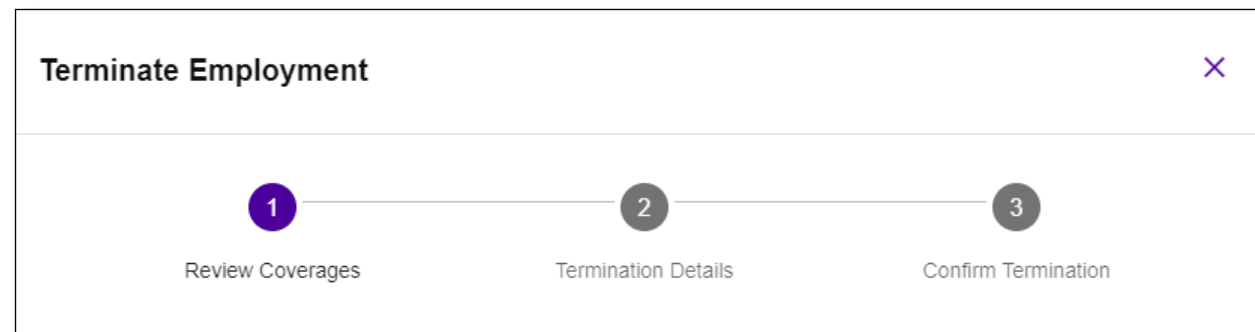 Terminate Employment
1 2 3
Review Coverages Termination Details Confirm Termination